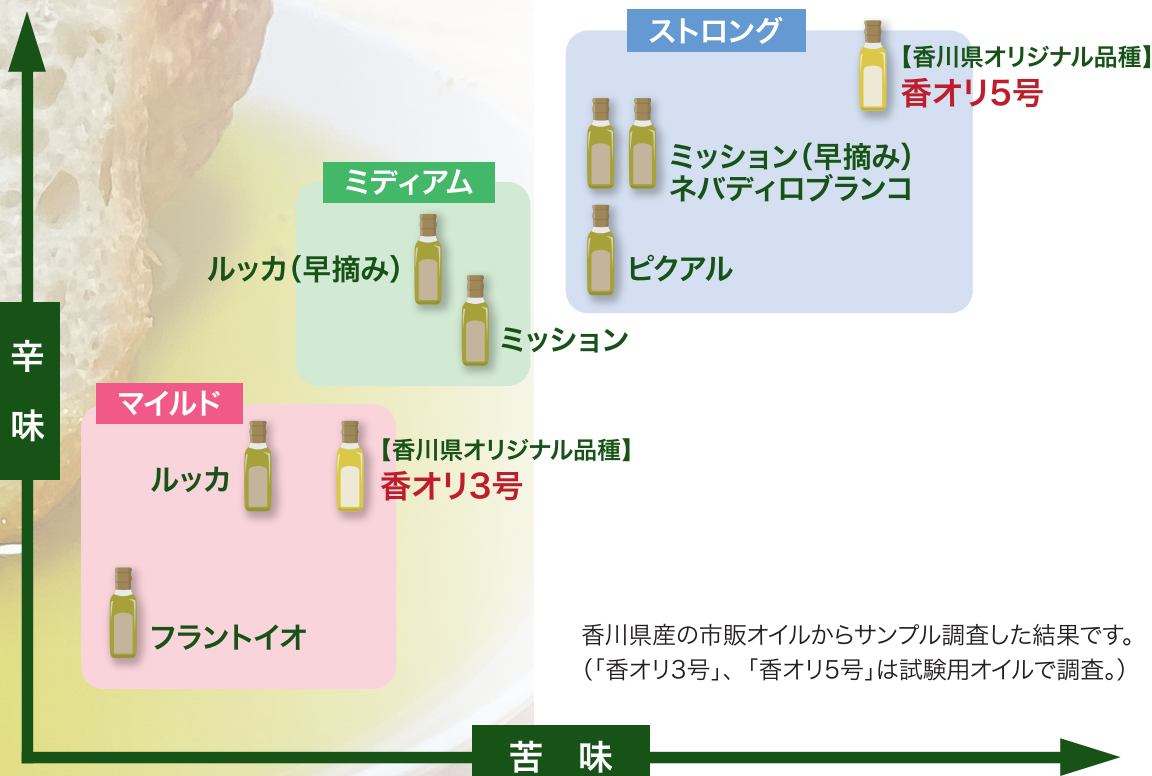 ストロング
【香川県オリジナル品種】
香オリ5号
ミッション（早摘み）
ネバディロブランコ
ピクアル
ミディアム
ルッカ（早摘み）
ミッション
マイルド
ルッカ
【香川県オリジナル品種】
香オリ3号
フラントイオ
辛味
香川県産の市販オイルからサンプル調査した結果です。
（「香オリ3号」、「香オリ5号」は試験用オイルで調査。）
苦味